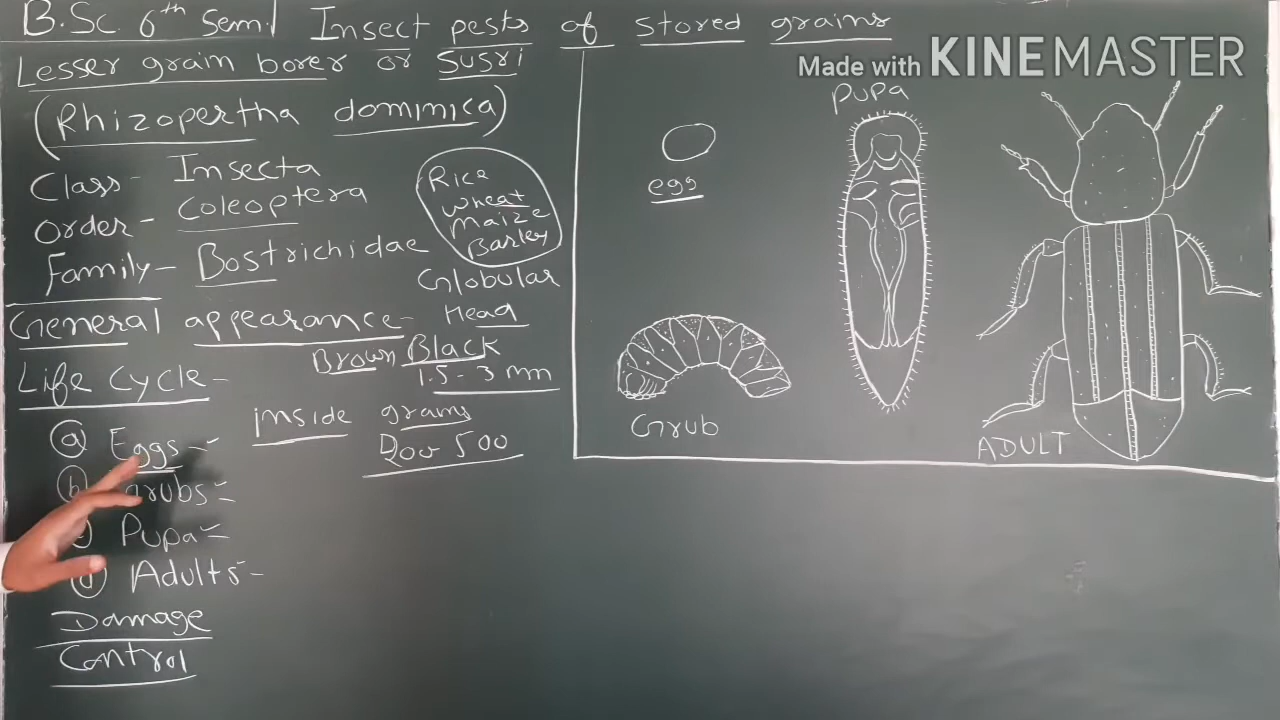 B.Sc. 6th Sem. Insect pests of stored grains
Made with KINEMASTER
Lesser grain borer or Susri
(Rhizopertha dominica)
Class- Insecta
Order- Coleoptera
Family- Bostrichidae
Rice
Wheat
Maize
Barley
General appearance- Globular
Head
Brown Black
1.5-3 mm
Life Cycle-
(a) Eggs- inside grams
200 500
(b) Grubs-
Pupa-
(d) Adults-
Damage
Control
egg
Grub
Pupa
ADULT